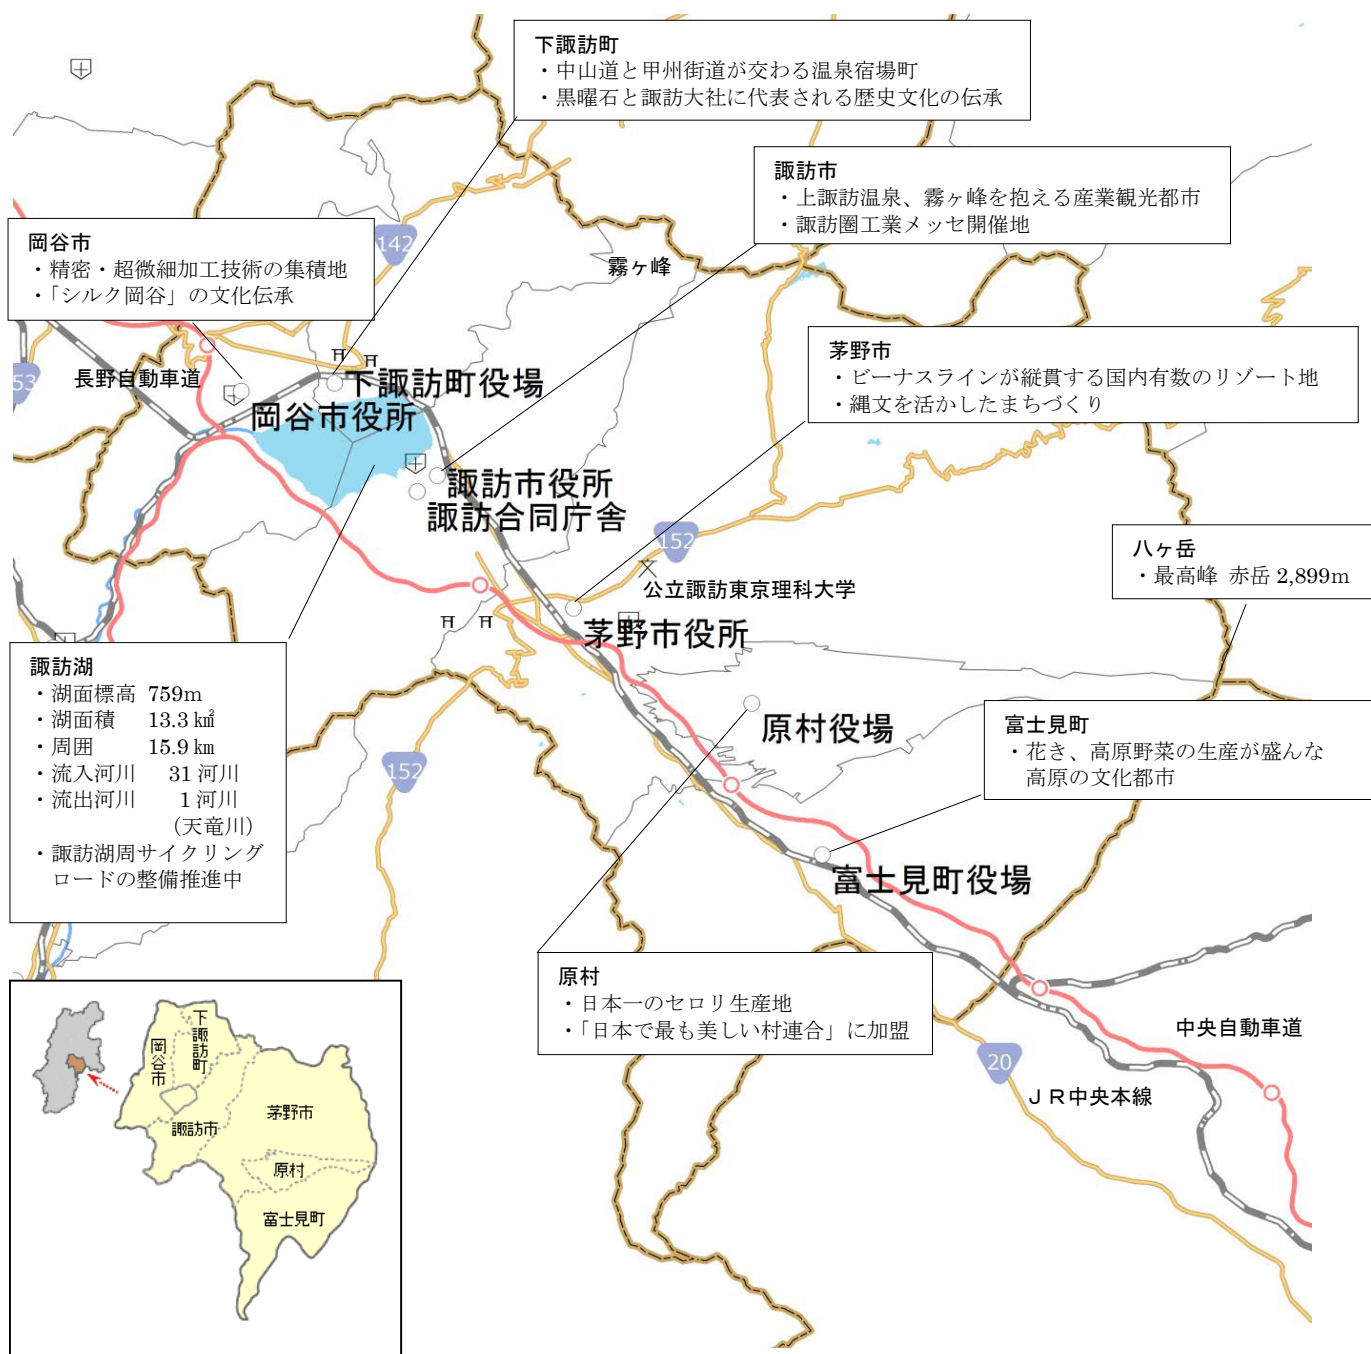 下諏訪町
・中山道と甲州街道が交わる温泉宿場町
・黒曜石と諏訪大社に代表される歴史文化の伝承
諏訪市
・上諏訪温泉、霧ヶ峰を抱える産業観光都市
・諏訪圏工業メッセ開催地
岡谷市
・精密・超微細加工技術の集積地
・「シルク岡谷」の文化伝承
142
霧ヶ峰
茅野市
・ビーナスラインが縦貫する国内有数のリゾート地
・縄文を活かしたまちづくり
53
長野自動車道
下諏訪町役場
岡谷市役所
諏訪市役所
諏訪合同庁舎
152
八ヶ岳
・最高峰 赤岳 2,899m
公立諏訪東京理科大学
茅野市役所
諏訪湖
・湖面標高 759m
・湖面積 13.3 ㎢
・周囲 15.9 ㎞
・流入河川 31 河川
・流出河川 1 河川
(天竜川)
・諏訪湖周サイクリング
ロードの整備推進中
原村役場
富士見町
・花き、高原野菜の生産が盛んな
高原の文化都市
152
富士見町役場
原村
・日本一のセロリ生産地
・「日本で最も美しい村連合」に加盟
中央自動車道
20
ＪＲ中央本線
下諏訪町
岡谷市
茅野市
諏訪市
原村
富士見町